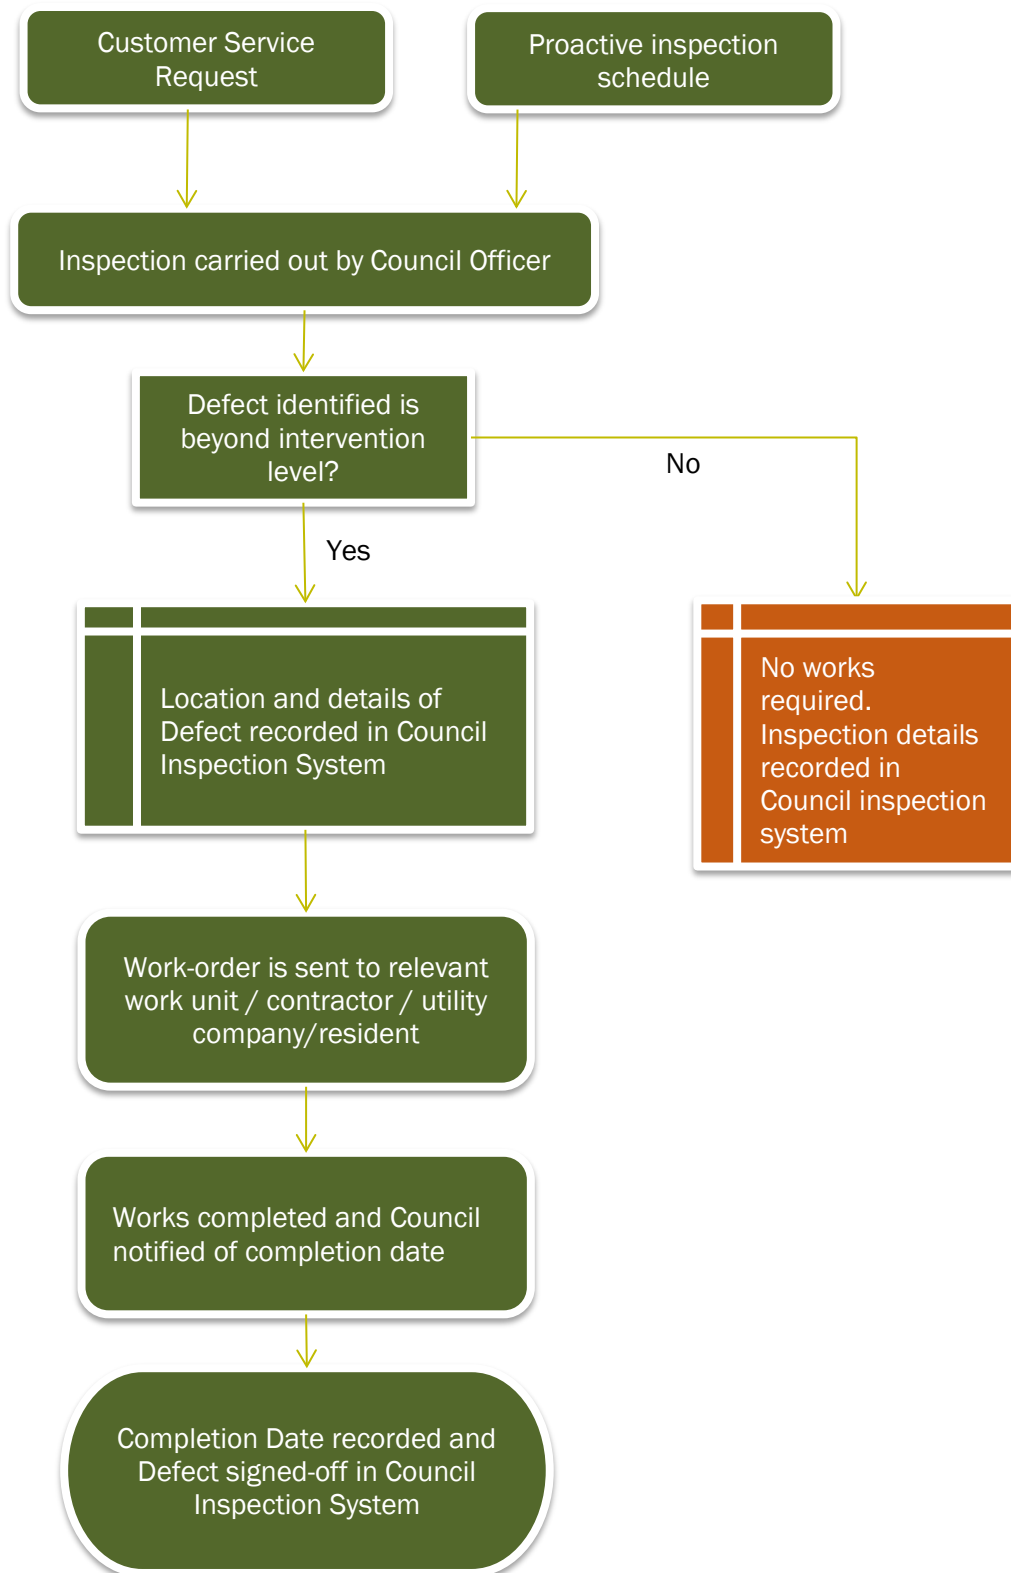 Customer Service
Request
Proactive inspection
schedule
Inspection carried out by Council Officer
Defect identified is
beyond intervention
level?
No
Yes
Location and details of
Defect recorded in Council
Inspection System
No works
required.
Inspection details
recorded in
Council inspection
system
Work-order is sent to relevant
work unit / contractor / utility
company/resident
Works completed and Council
notified of completion date
Completion Date recorded and
Defect signed-off in Council
Inspection System